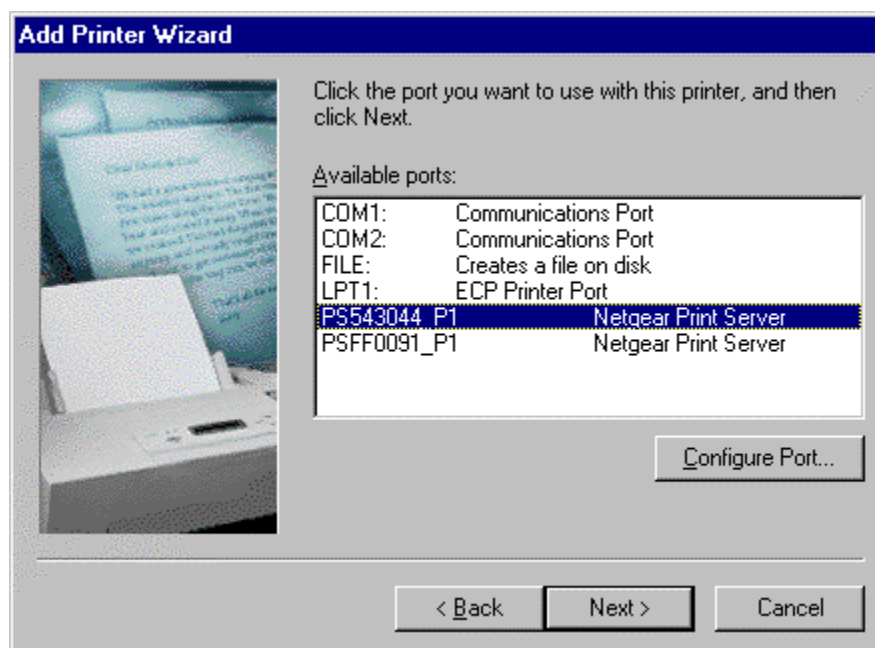 Add Printer Wizard
Click the port you want to use with this printer, and then
click Next.
Available ports:
COM1: Communications Port
COM2: Communications Port
FILE: Creates a file on disk
LPT1: ECP Printer Port
PS543044_P1 Netgear Print Server
PSFF0091_P1 Netgear Print Server
Configure Port...
< Back Next > Cancel